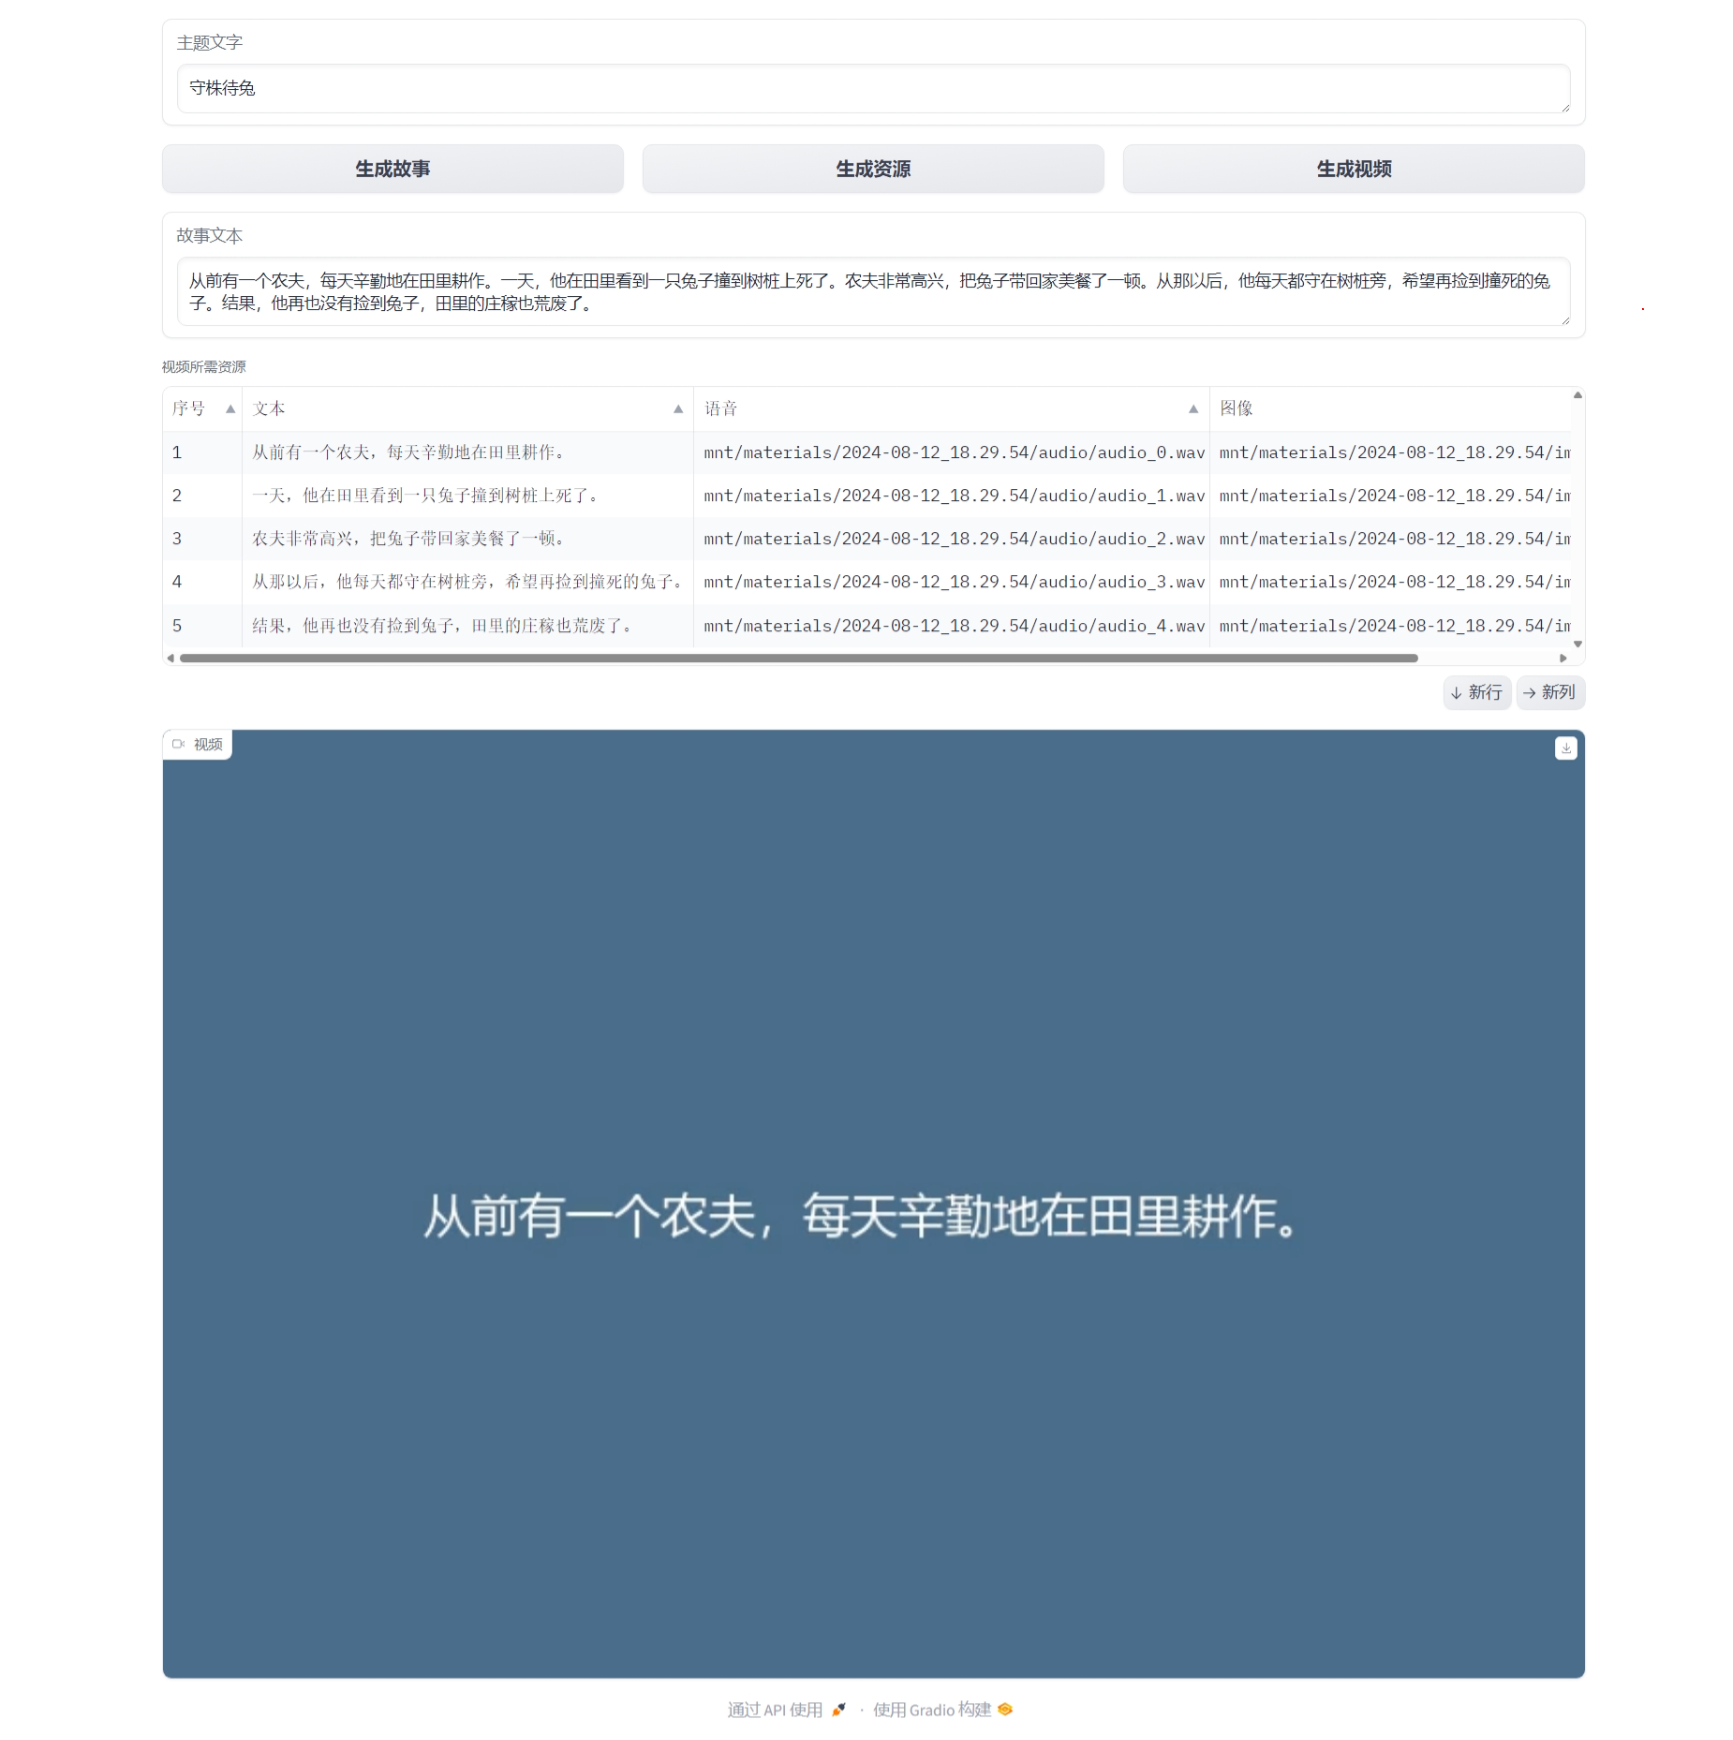 主题文字
守株待兔
生成故事 生成资源 生成视频
故事文本
从前有一个农夫，每天辛勤地在田里耕作。一天，他在田里看到一只兔子撞到树桩上死了。农夫非常高兴，把兔子带回家美餐了一顿。从那以后，他每天都守在树桩旁，希望再捡到撞死的兔
子。结果，他再也没有捡到兔子，田里的庄稼也荒废了。
视频所需资源
序号 文本 语音 图像
1 从前有一个农夫，每天辛勤地在田里耕作。 mnt/materials/2024-08-12_18.29.54/audio/audio_0.wav mnt/materials/2024-08-12_18.29.54/im
2 一天，他在田里看到一只兔子撞到树桩上死了。 mnt/materials/2024-08-12_18.29.54/audio/audio_1.wav mnt/materials/2024-08-12_18.29.54/im
3 农夫非常高兴，把兔子带回家美餐了一顿。 mnt/materials/2024-08-12_18.29.54/audio/audio_2.wav mnt/materials/2024-08-12_18.29.54/im
4 从那以后，他每天都守在树桩旁，希望再捡到撞死的兔子。 mnt/materials/2024-08-12_18.29.54/audio/audio_3.wav mnt/materials/2024-08-12_18.29.54/im
5 结果，他再也没有捡到兔子，田里的庄稼也荒废了。 mnt/materials/2024-08-12_18.29.54/audio/audio_4.wav mnt/materials/2024-08-12_18.29.54/im
↓ 新行 → 新列
视频
从前有一个农夫，每天辛勤地在田里耕作。
通过 API 使用 · 使用 Gradio 构建